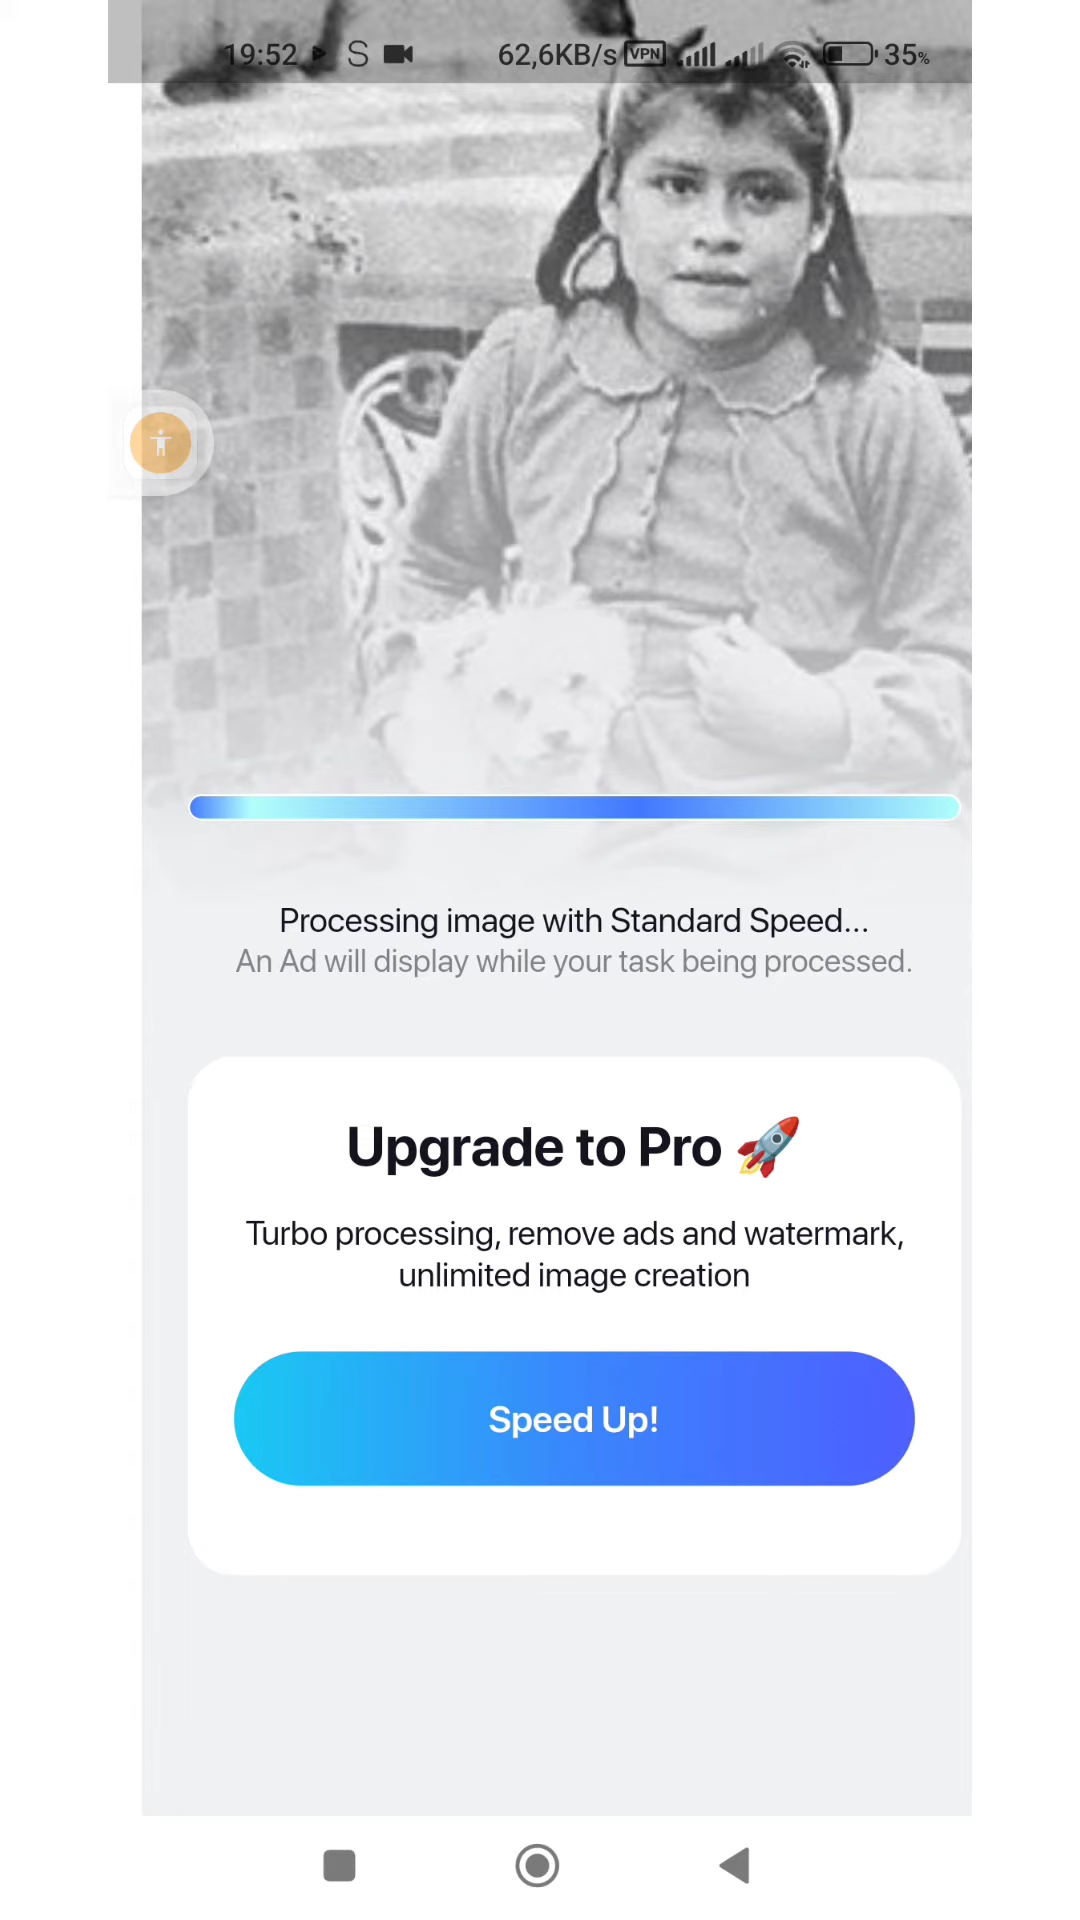 19:52 S 62,6KB/s VPN 35%
Processing image with Standard Speed...
An Ad will display while your task being processed.
Upgrade to Pro 🚀
Turbo processing, remove ads and watermark,
unlimited image creation
Speed Up!